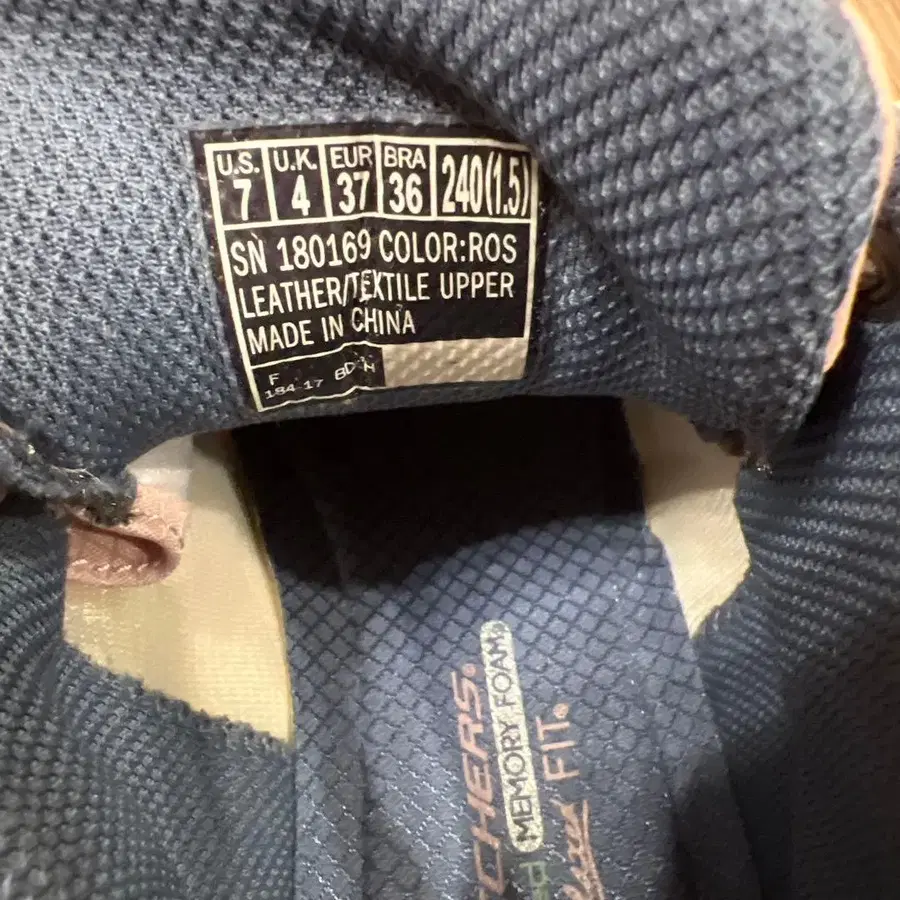 U.S. U.K. EUR BRA
7 4 37 36 240(1.5)
SN 180169 COLOR:ROS
LEATHER/TEXTILE UPPER
MADE IN CHINA
F
184 17
CHERS®
MEMORY FOAM
FIT®